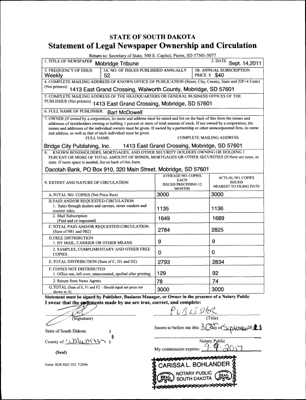 STATE OF SOUTH DAKOTA
Statement of Legal Newspaper Ownership and Circulation
Return to: Secretary of State, 500 E. Capitol, Pierre, SD 57501-5077
1. TITLE OF NEWSPAPER Mobridge Tribune 2. DATE Sept. 14,2011
3. FREQUENCY OF ISSUE Weekly 3A. NO. OF ISSUES PUBLISHED ANNUALLY 52 3B. ANNUAL SUBSCRIPTION PRICE $ $40
4. COMPLETE MAILING ADDRESS OF KNOWN OFFICE OF PUBLICATION (Street, City, County, State and ZIP+4 Code)
(Not printers) 1413 East Grand Crossing, Walworth County, Mobridge, SD 57601
5. COMPLETE MAILING ADDRESS OF THE HEADQUARTERS OF GENERAL BUSINESS OFFICES OF THE
PUBLISHER (Not printer) 1413 East Grand Crossing, Mobridge, SD 57601
6. FULL NAME OF PUBLISHER: Bart McDowell
7. OWNER (If owned by a corporation, its name and address must be stated and list on the back of this form the names and
addresses of stockholders owning or holding 1 percent or more of total amount of stock. If not owned by a corporation, the
names and addresses of the individual owners must be given. If owned by a partnership or other unincorporated firm, its name
and address, as well as that of each individual must be given.
FULL NAME COMPLETE MAILING ADDRESS
Bridge City Publishing, Inc. 1413 East Grand Crossing, Mobridge, SD 57601
8. KNOWN BONDHOLDERS, MORTGAGES, AND OTHER SECURITY HOLDERS OWNING OR HOLDING 1
PERCENT OR MORE OF TOTAL AMOUNT OF BONDS, MORTGAGES OR OTHER SECURITIES (If there are none, so
state. If more space is needed, list on back of this form.
Dacotah Bank, PO Box 910, 320 Main Street, Mobridge, SD 57601
9. EXTENT AND NATURE OF CIRCULATION AVERAGE NO. COPIES EACH ISSUED PRECEDING 12 MONTHS ACTUAL NO. COPIES ISSUED NEAREST TO FILING DATE
A. TOTAL NO. COPIES (Net Press Run) 3000 3000
B. PAID AND/OR REQUESTED CIRCULATION
1. Sales through dealers and carriers, street vendors and counter sales. 1135 1136
2. Mail Subscription (Paid and or requested) 1649 1689
C. TOTAL PAID AND/OR REQUESTED CIRCULATION (Sum of 9B1 and 9B2) 2784 2825
D. FREE DISTRIBUTION
1. BY MAIL, CARRIER OR OTHER MEANS 9 9
2. SAMPLES, COMPLIMENTARY AND OTHER FREE COPIES 0 0
E. TOTAL DISTRIBUTION (Sum of C, D1 and D2) 2793 2834
F. COPIES NOT DISTRIBUTED
1. Office use, left over, unaccounted, spoiled after printing 129 92
2. Return from News Agents 78 74
G. TOTAL (Sum of E, F1 and F2 - Should equal net press run shown in A) 3000 3000
Statement must be signed by Publisher, Business Manager, or Owner in the presence of a Notary Public
I swear that the statements made by me are true, correct, and complete:
PUBLISHER
(Signature) (Title)
State of South Dakota )
County of Walworth )
(Seal)
Sworn to before me this 30th September
Notary Public
My commission expires: 9-9-2017
CARISSA L. BOHLANDER
NOTARY PUBLIC
SOUTH DAKOTA
SEAL
Form: SOS REC 051 7/2004